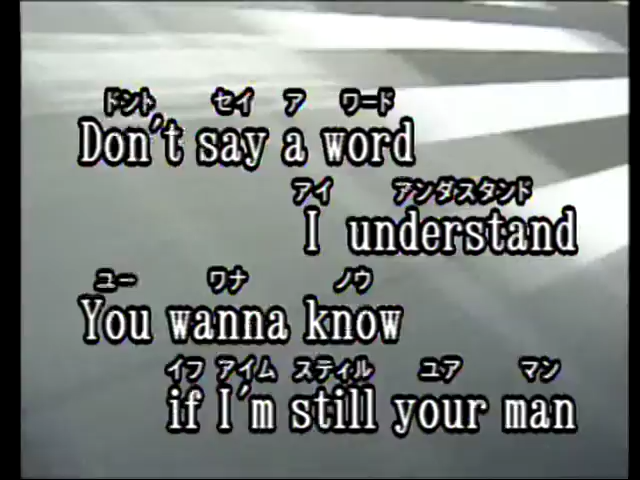 ドント セイ ア ワード
Don't say a word
アイ アンダスタンド
I understand
ユー ワナ ノウ
You wanna know
イフ アイム スティル ユア マン
if I'm still your man